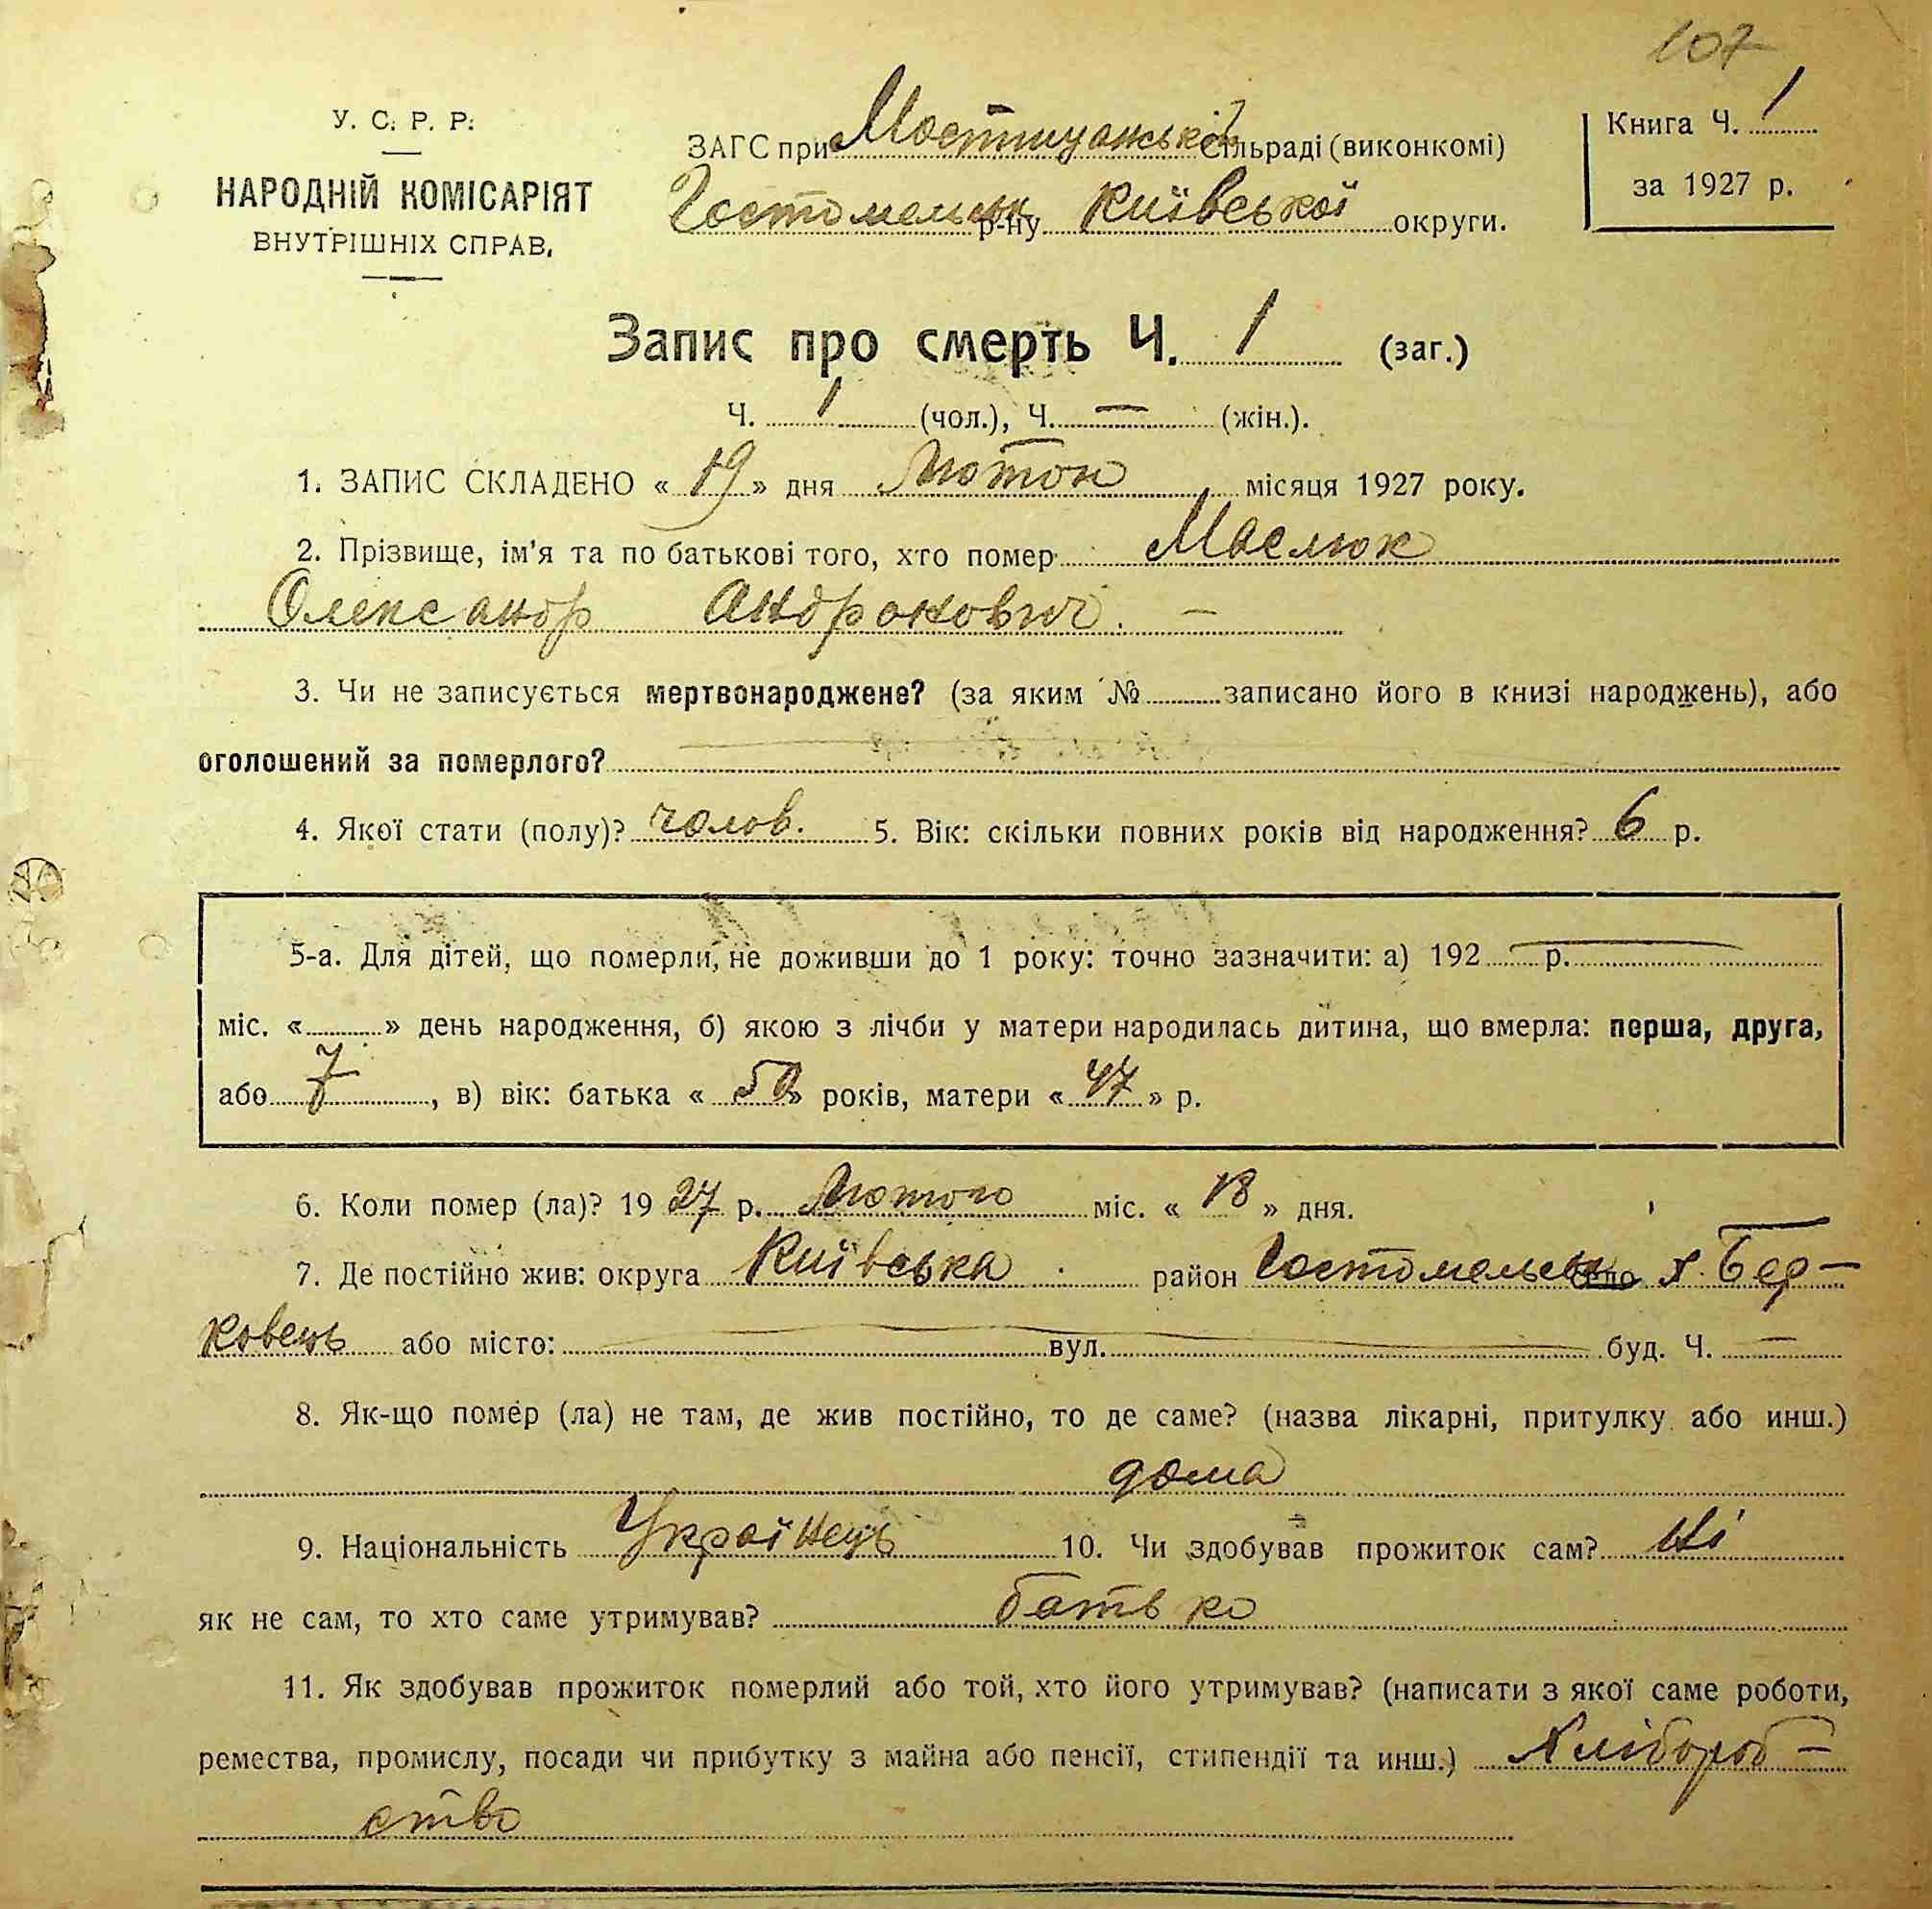 107
У. С. Р. Р.
НАРОДНІЙ КОМІСАРІЯТ
ВНУТРІШНІХ СПРАВ.
ЗАГС при Мостищанській сільраді (виконкомі)
Гостомельськ р-ну Київської округи.
Книга Ч. 1
за 1927 р.
Запис про смерть Ч. 1 (заг.)
Ч. 1 (чол.), Ч. — (жін.).
1. ЗАПИС СКЛАДЕНО « 19 » дня Лютого місяця 1927 року.
2. Прізвище, ім'я та по батькові того, хто помер Маслюк
Олександр Андронович. —
3. Чи не записується мертвонароджене? (за яким № записано його в книзі народжень), або
оголошений за померлого?
4. Якої стати (полу)? чолов. 5. Вік: скільки повних років від народження? 6 р.
5-а. Для дітей, що померли, не доживши до 1 року: точно зазначити: а) 192 р.
міс. « » день народження, б) якою з лічби у матери народилась дитина, що вмерла: перша, друга,
або 7, в) вік: батька « 50 » років, матери « 47 » р.
6. Коли помер (ла)? 19 27 р. Лютого міс. « 18 » дня.
7. Де постійно жив: округа Київська район Гостомельськ село х. Бер-
ковець або місто: вул. буд. Ч. —
8. Як-що помер (ла) не там, де жив постійно, то де саме? (назва лікарні, притулку або инш.)
дома
9. Національність Українець 10. Чи здобував прожиток сам? Ні
як не сам, то хто саме утримував? батько
11. Як здобував прожиток померлий або той, хто його утримував? (написати з якої саме роботи,
ремества, промислу, посади чи прибутку з майна або пенсії, стипендії та инш.) Хлібороб-
ство